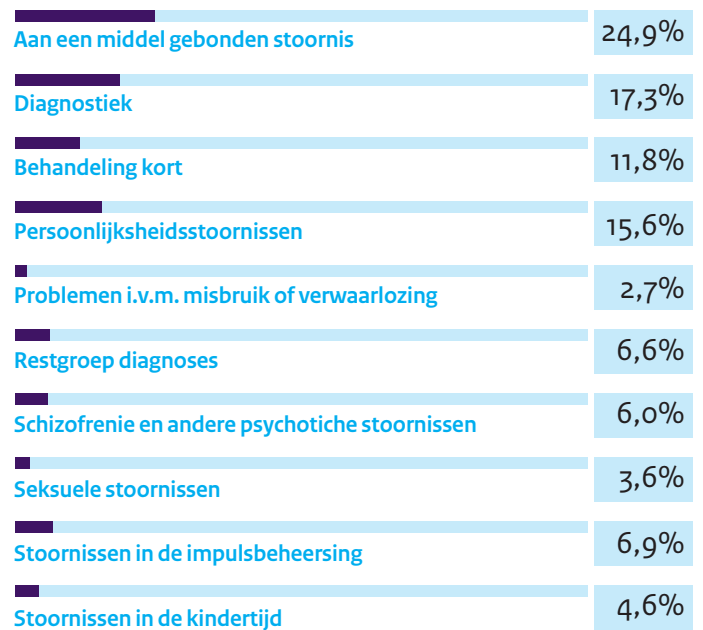 Aan een middel gebonden stoornis 24,9%
Diagnostiek 17,3%
Behandeling kort 11,8%
Persoonlijksheidsstoornissen 15,6%
Problemen i.v.m. misbruik of verwaarlozing 2,7%
Restgroep diagnoses 6,6%
Schizofrenie en andere psychotiche stoornissen 6,0%
Seksuele stoornissen 3,6%
Stoornissen in de impulsbeheersing 6,9%
Stoornissen in de kindertijd 4,6%